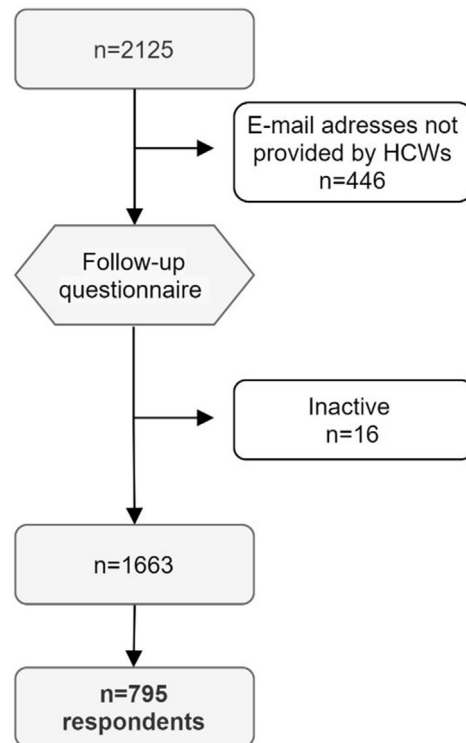 n=2125
E-mail adresses not
provided by HCWs
n=446
Follow-up
questionnaire
Inactive
n=16
n=1663
n=795
respondents